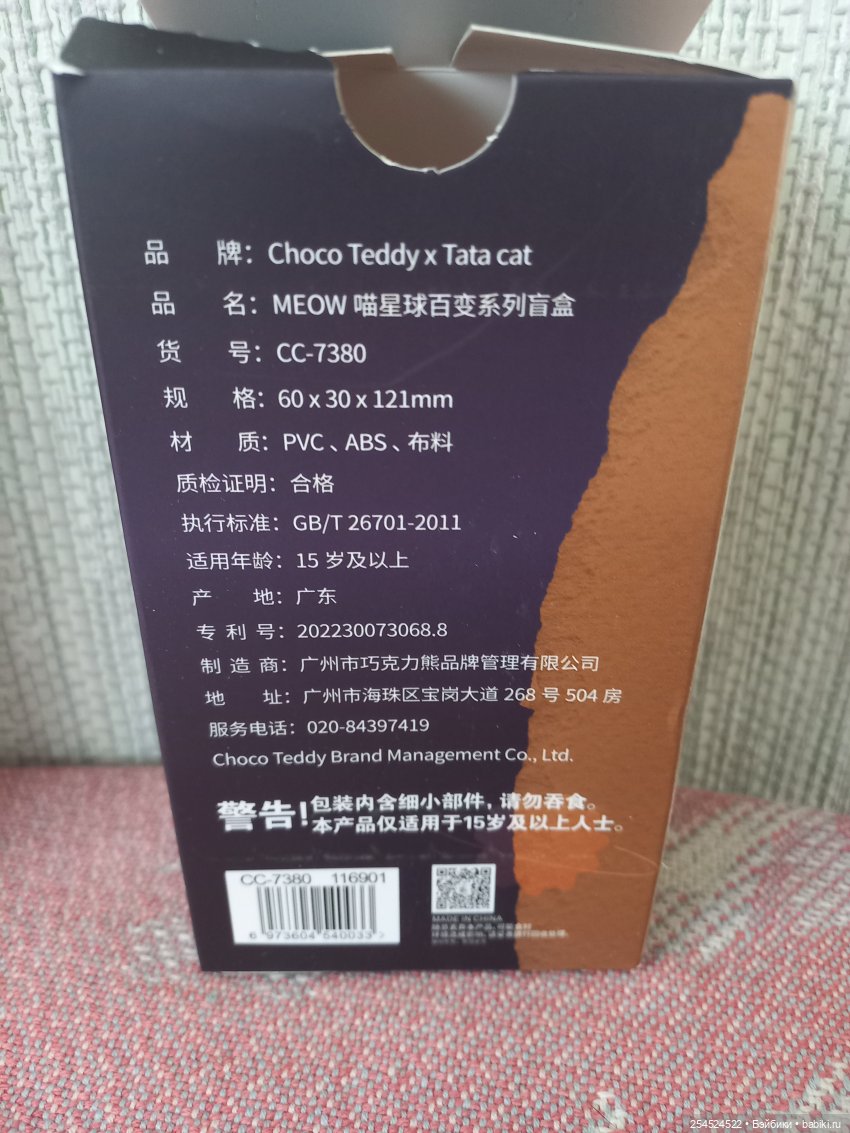 品 牌：Choco Teddy x Tata cat
品 名：MEOW 喵星球百变系列盲盒
货 号：CC-7380
规 格：60 x 30 x 121mm
材 质：PVC、ABS、布料
质检证明：合格
执行标准：GB/T 26701-2011
适用年龄：15 岁及以上
产 地：广东
专 利 号：202230073068.8
制 造 商：广州市巧克力熊品牌管理有限公司
地 址：广州市海珠区宝岗大道 268 号 504 房
服务电话：020-84397419
Choco Teddy Brand Management Co., Ltd.
警告！包装内含细小部件，请勿吞食。
本产品仅适用于15岁及以上人士。
CC-7380 116901
6 973604 540033 >
MADE IN CHINA
254524522 • Бэйбики • babiki.ru